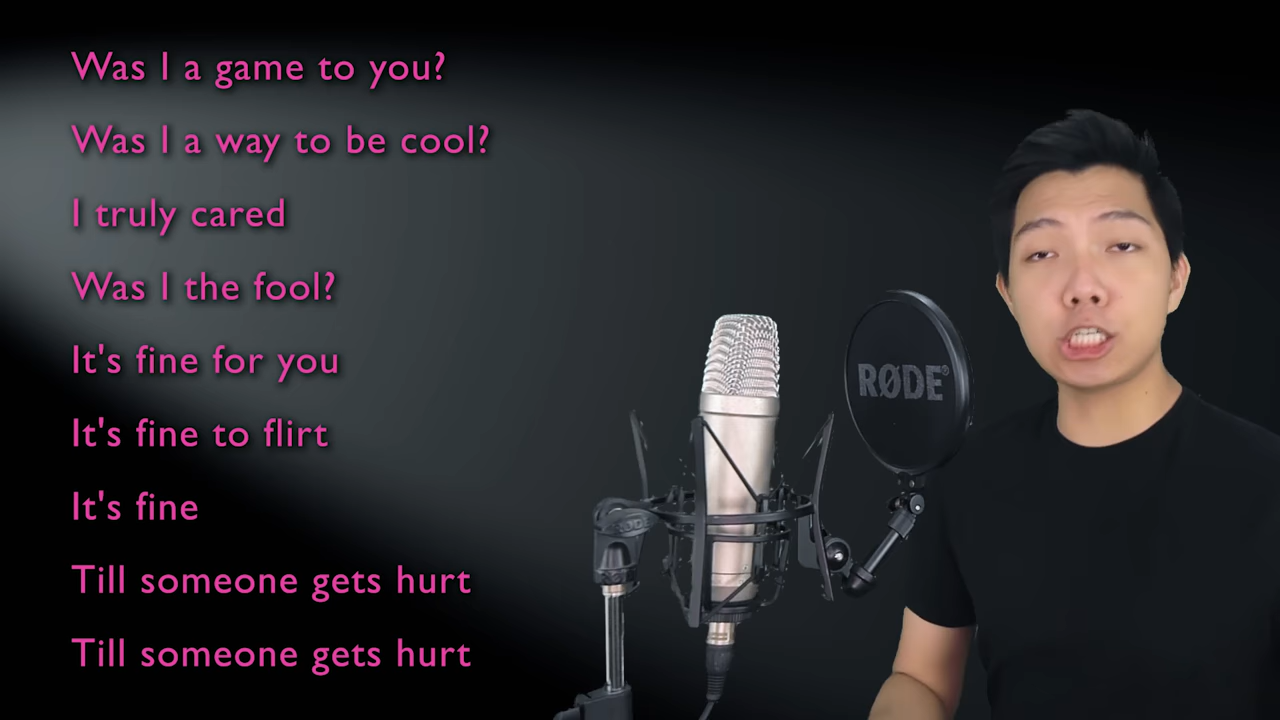 Was I a game to you?
Was I a way to be cool?
I truly cared
Was I the fool?
It's fine for you
It's fine to flirt
It's fine
Till someone gets hurt
Till someone gets hurt
RØDE®
RØDE